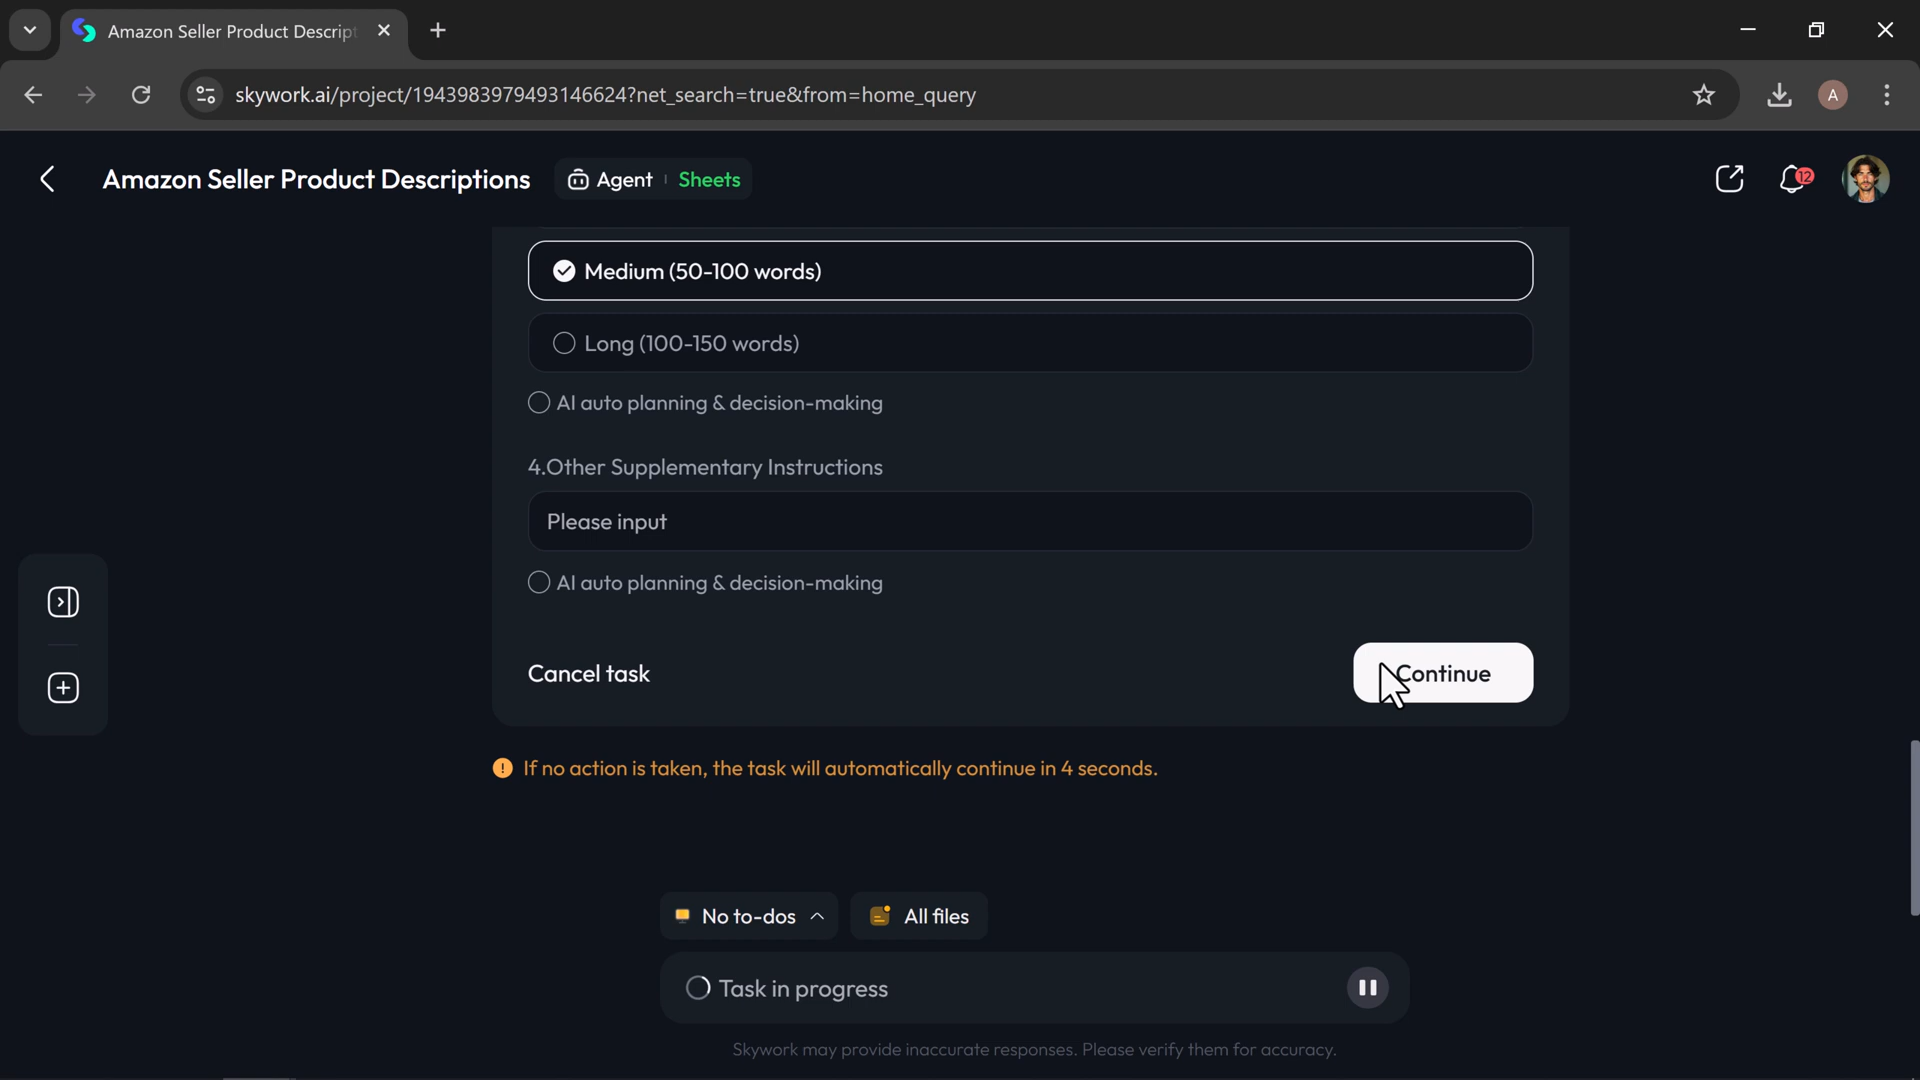 Amazon Seller Product Descript
skywork.ai/project/1943983979493146624?net_search=true&from=home_query
A
Amazon Seller Product Descriptions
Agent
Sheets
12
Medium (50-100 words)
Long (100-150 words)
AI auto planning & decision-making
4.Other Supplementary Instructions
Please input
AI auto planning & decision-making
Cancel task
Continue
If no action is taken, the task will automatically continue in 4 seconds.
No to-dos
All files
Task in progress
Skywork may provide inaccurate responses. Please verify them for accuracy.